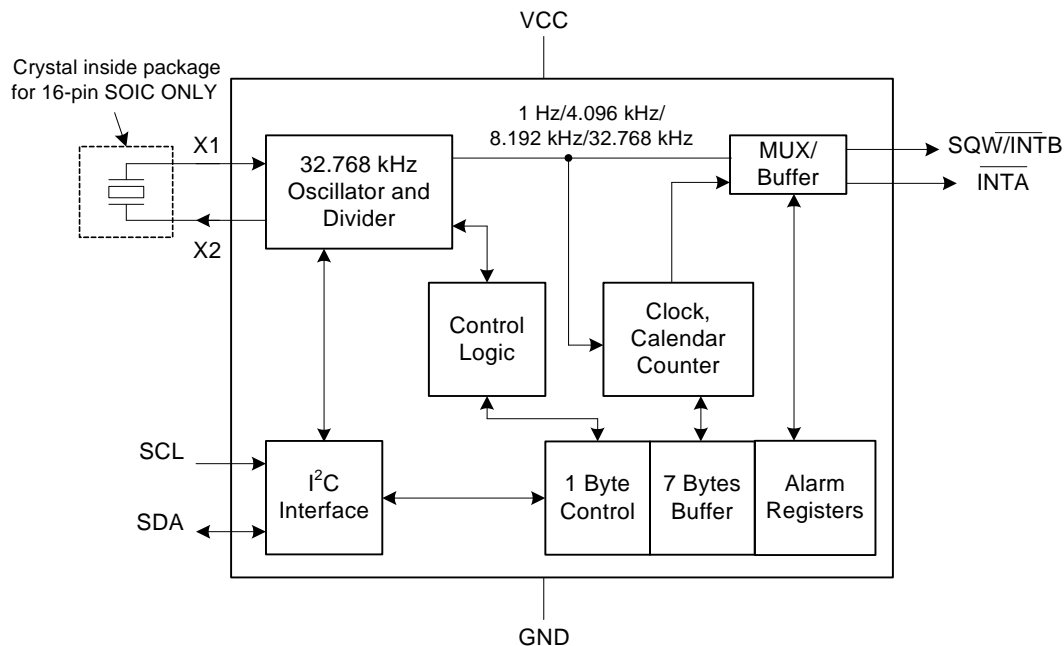 VCC
Crystal inside package
for 16-pin SOIC ONLY
1 Hz/4.096 kHz/
8.192 kHz/32.768 kHz
X1
X2
32.768 kHz
Oscillator and
Divider
MUX/
Buffer
SQW/INTB
INTA
Control
Logic
Clock,
Calendar
Counter
SCL
SDA
I²C
Interface
1 Byte
Control
7 Bytes
Buffer
Alarm
Registers
GND